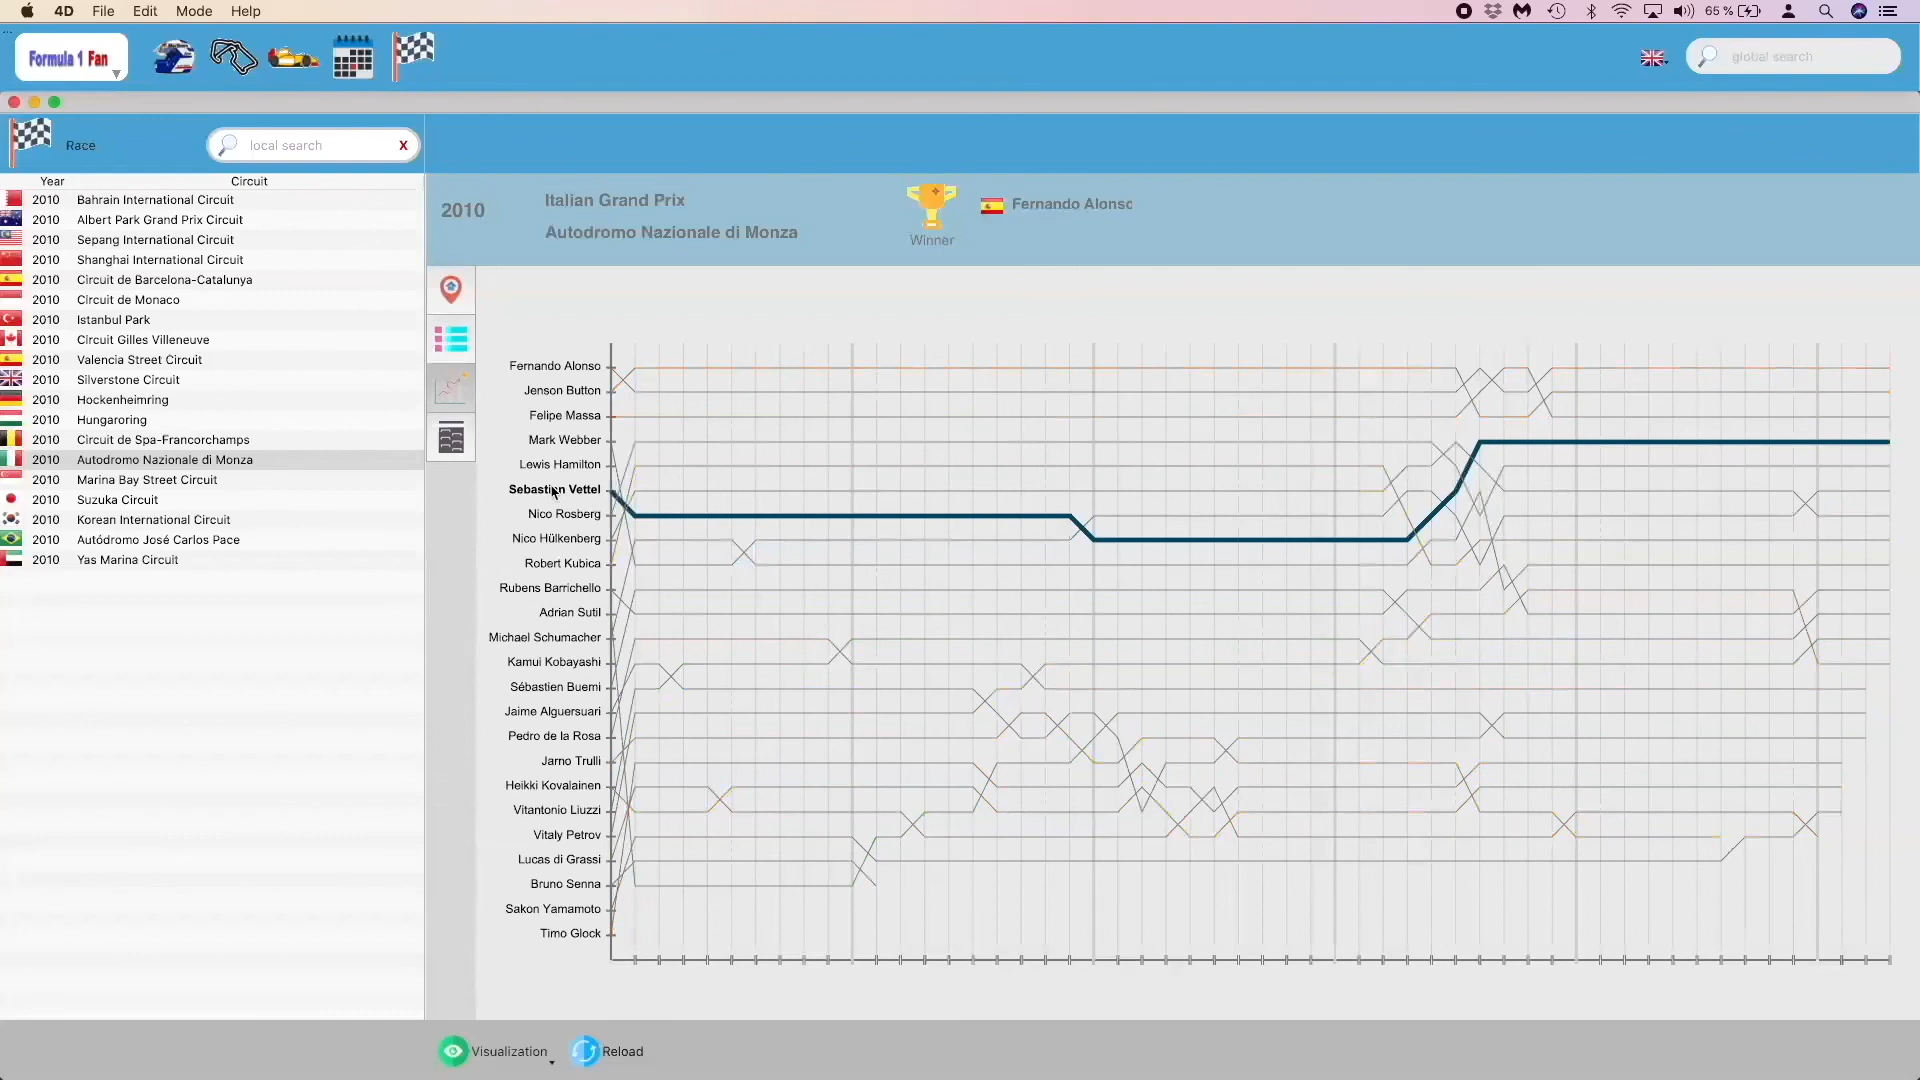 4D File Edit Mode Help 65 %
Formula 1 Fan global search
Race local search X
Year Circuit
2010 Bahrain International Circuit
2010 Albert Park Grand Prix Circuit
2010 Sepang International Circuit
2010 Shanghai International Circuit
2010 Circuit de Barcelona-Catalunya
2010 Circuit de Monaco
2010 Istanbul Park
2010 Circuit Gilles Villeneuve
2010 Valencia Street Circuit
2010 Silverstone Circuit
2010 Hockenheimring
2010 Hungaroring
2010 Circuit de Spa-Francorchamps
2010 Autodromo Nazionale di Monza
2010 Marina Bay Street Circuit
2010 Suzuka Circuit
2010 Korean International Circuit
2010 Autódromo José Carlos Pace
2010 Yas Marina Circuit
2010
Italian Grand Prix
Autodromo Nazionale di Monza
Winner
Fernando Alonso
Fernando Alonso
Jenson Button
Felipe Massa
Mark Webber
Lewis Hamilton
Sebastian Vettel
Nico Rosberg
Nico Hülkenberg
Robert Kubica
Rubens Barrichello
Adrian Sutil
Michael Schumacher
Kamui Kobayashi
Sébastien Buemi
Jaime Alguersuari
Pedro de la Rosa
Jarno Trulli
Heikki Kovalainen
Vitantonio Liuzzi
Vitaly Petrov
Lucas di Grassi
Bruno Senna
Sakon Yamamoto
Timo Glock
Visualization Reload